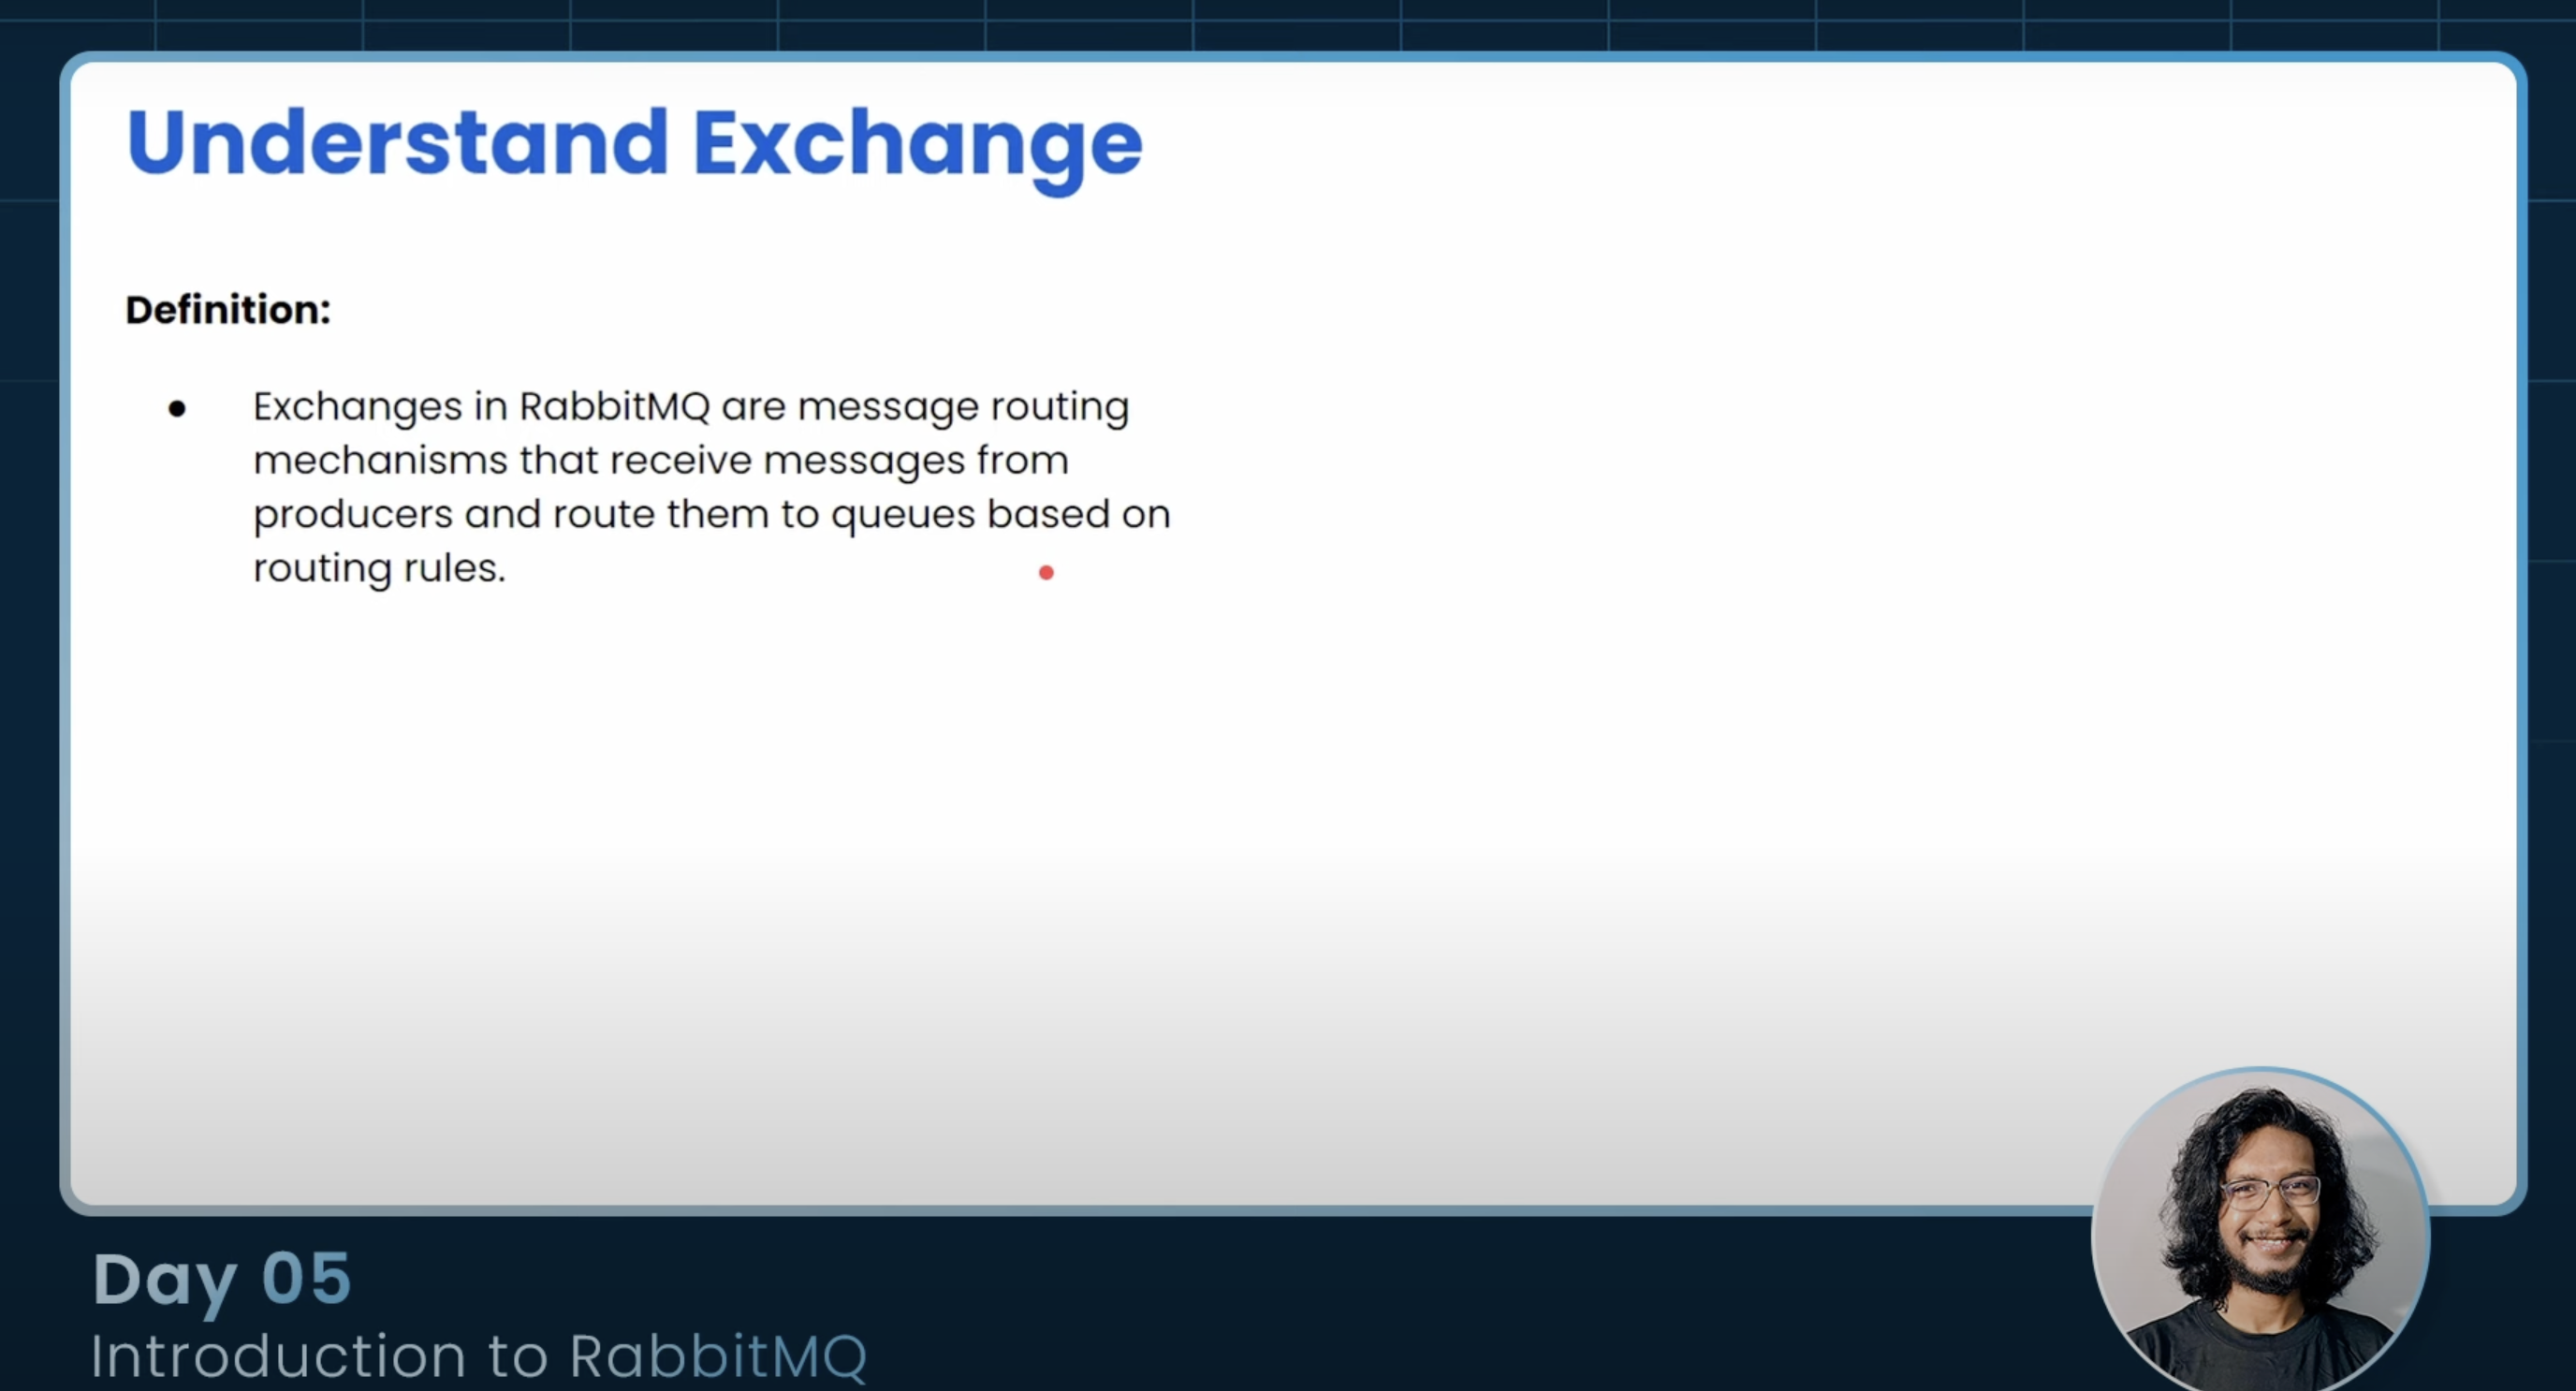 Understand Exchange
Definition:
● Exchanges in RabbitMQ are message routing
mechanisms that receive messages from
producers and route them to queues based on
routing rules.
Day 05
Introduction to RabbitMQ